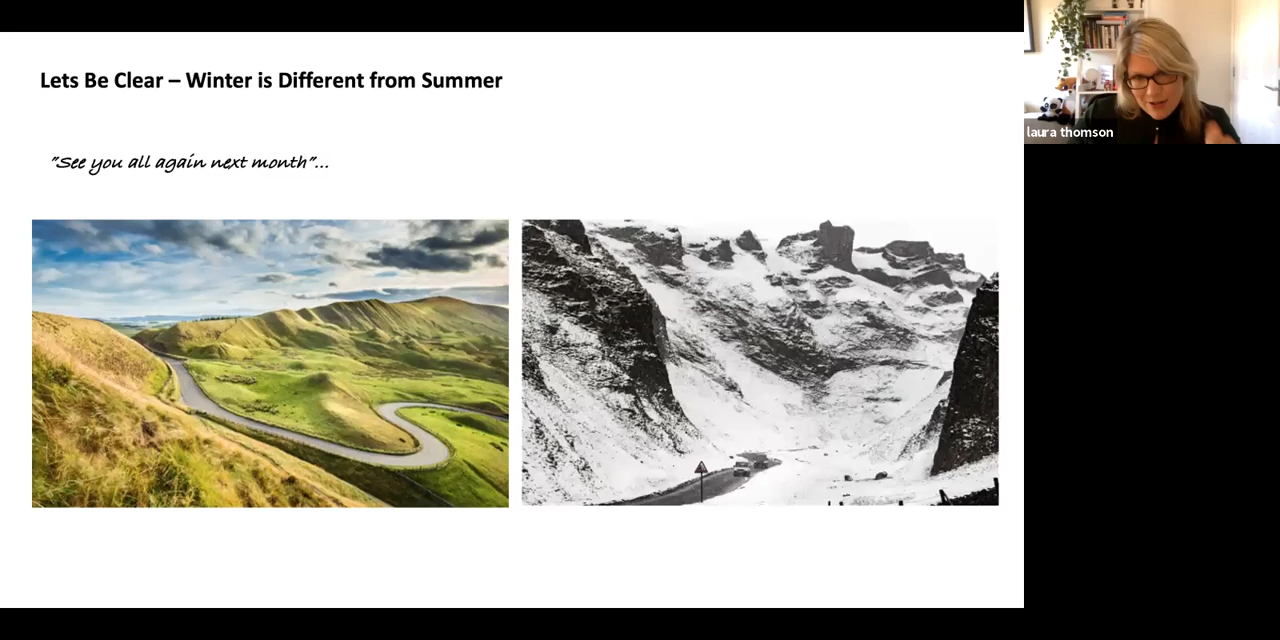 Lets Be Clear – Winter is Different from Summer
"See you all again next month"...
laura thomson